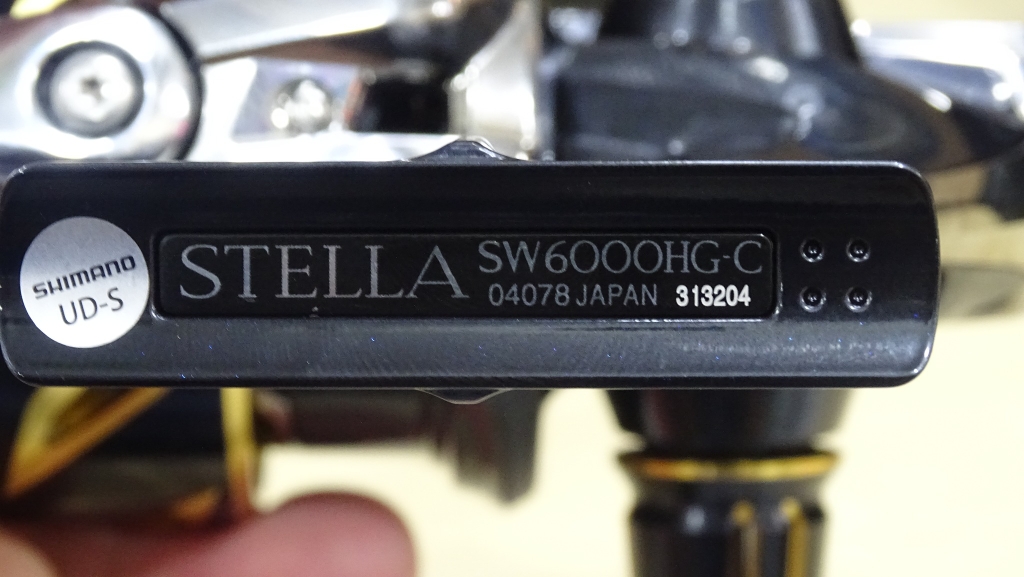 SHIMANO
UD-S
STELLA
SW6000HG-C
04078 JAPAN 313204